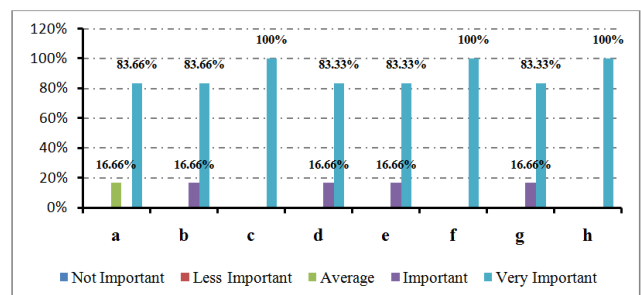 120%
100% 100% 100%
100%
83.66% 83.66% 83.33% 83.33% 83.33%
80%
60%
40%
16.66% 16.66% 16.66% 16.66% 16.66%
20%
0%
a b c d e f g h
Not Important Less Important Average Important Very Important